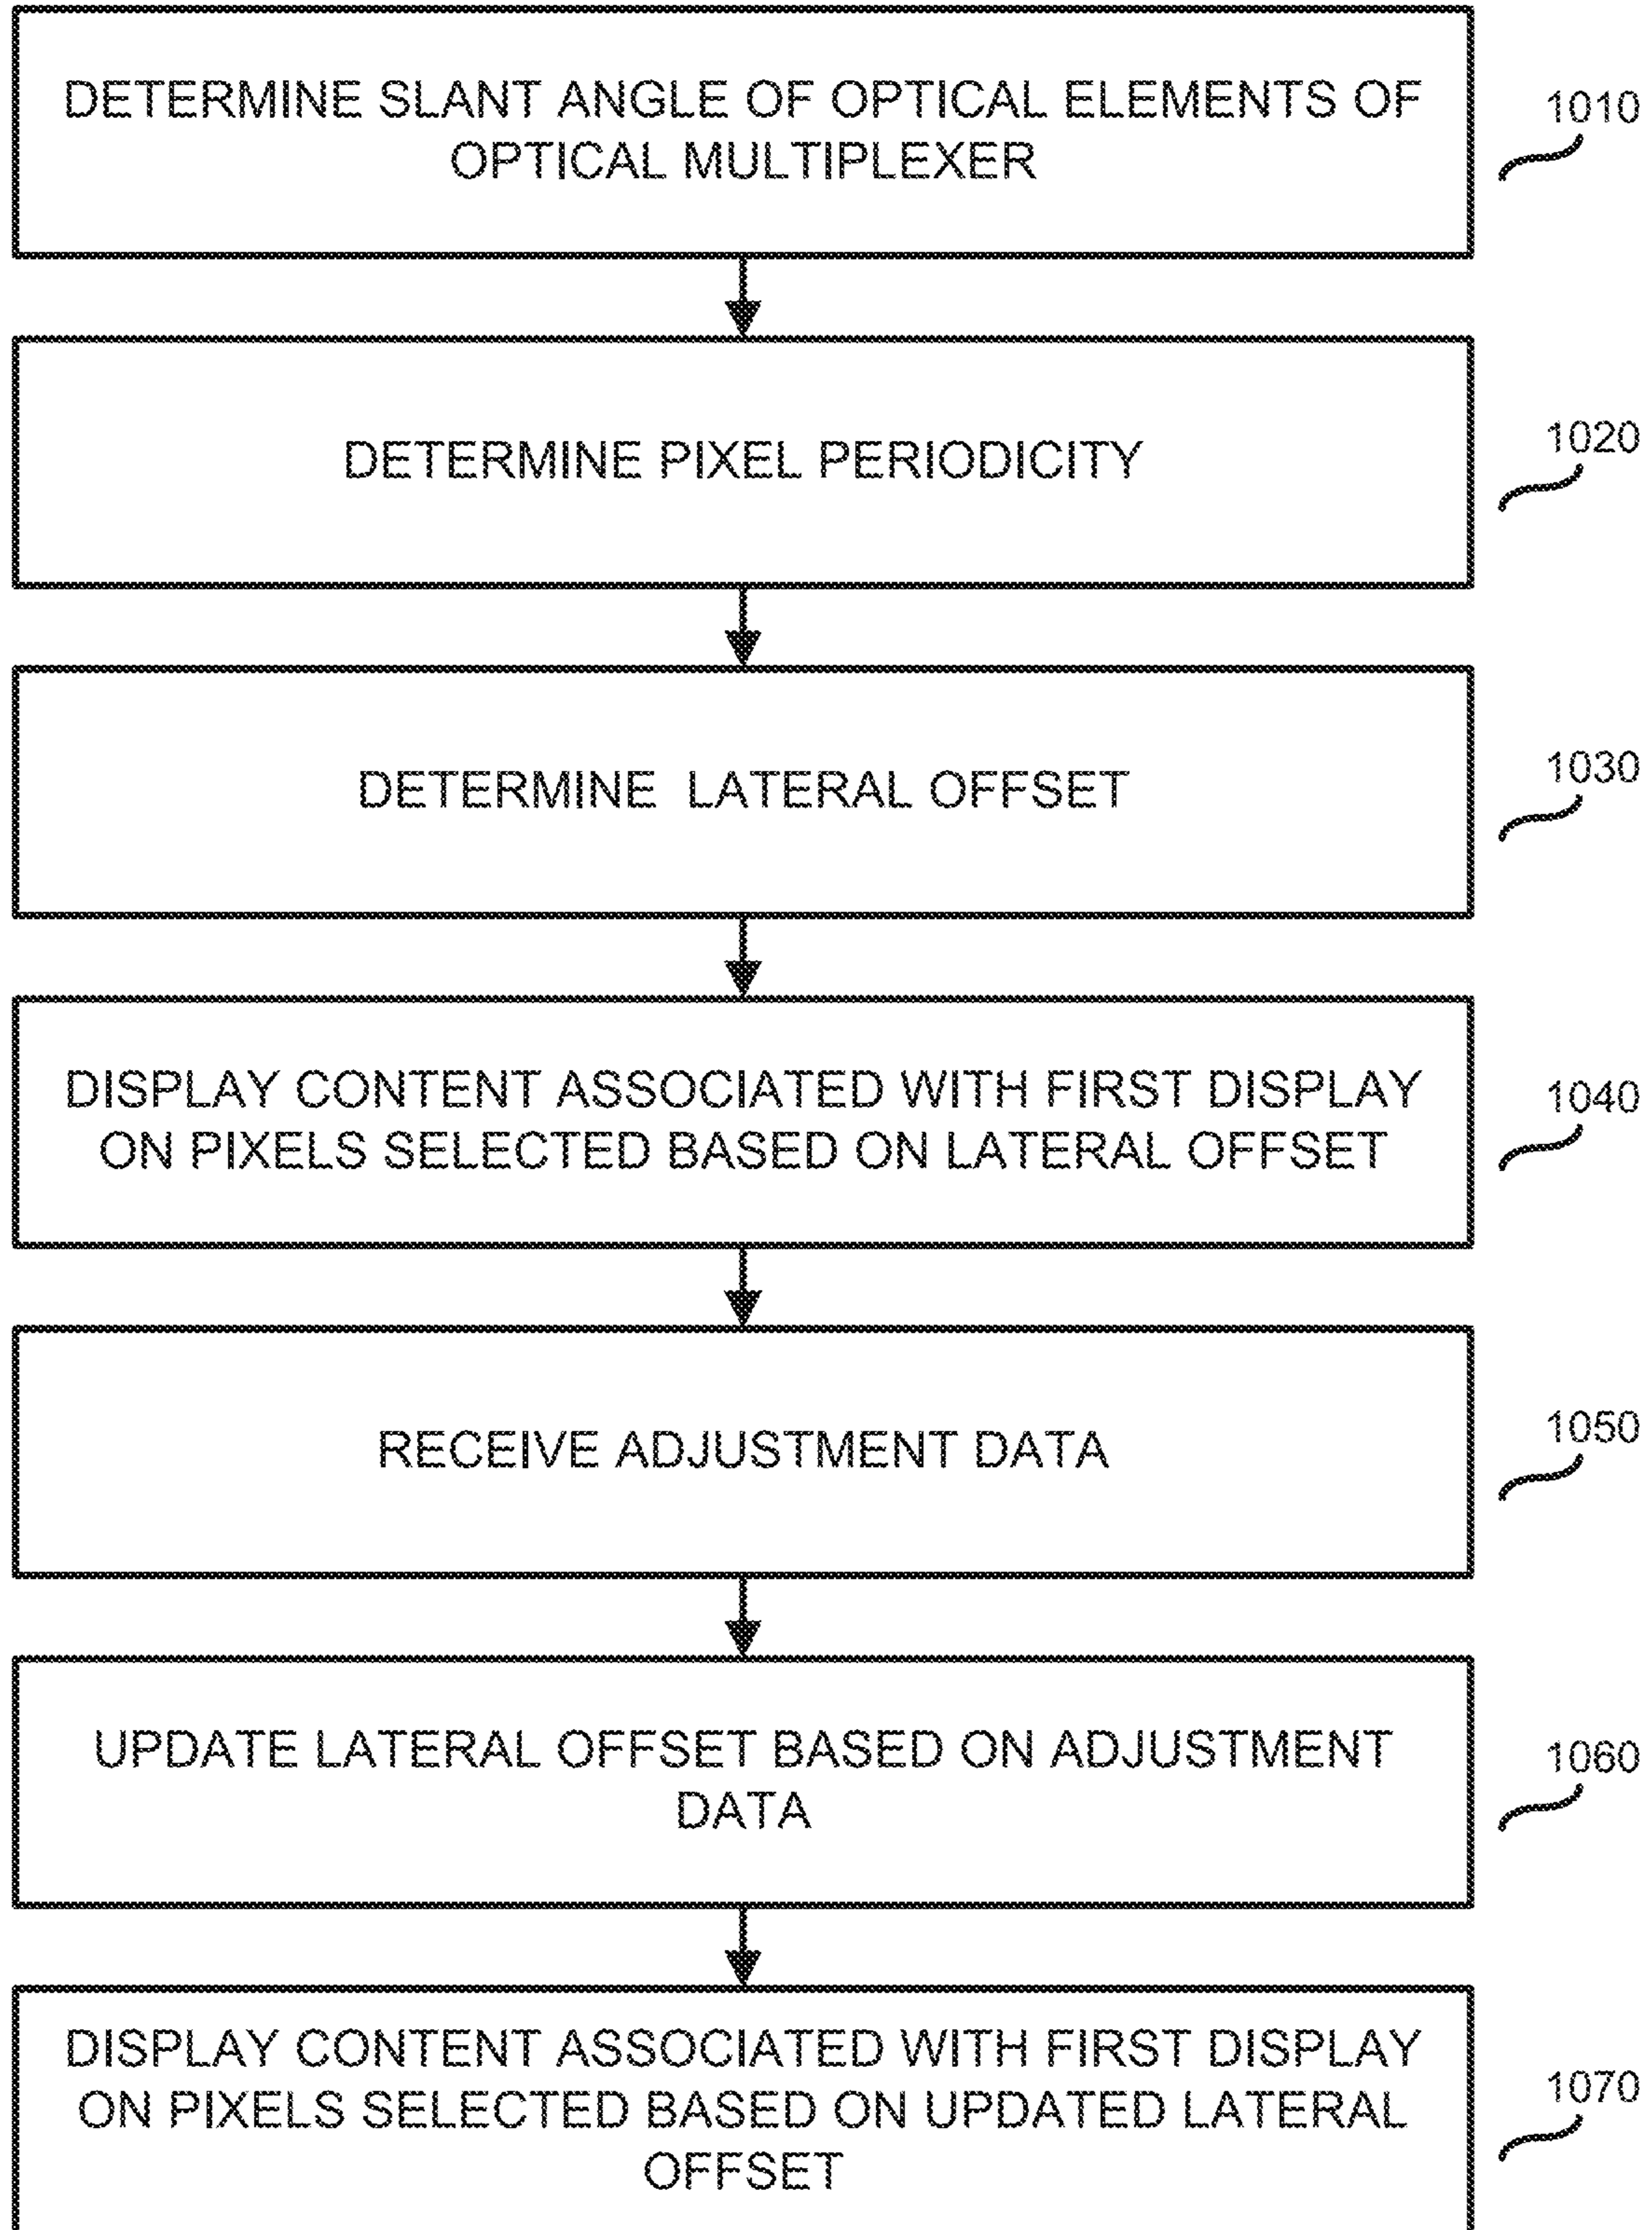 DETERMINE SLANT ANGLE OF OPTICAL ELEMENTS OF
OPTICAL MULTIPLEXER
1010
DETERMINE PIXEL PERIODICITY
1020
DETERMINE LATERAL OFFSET
1030
DISPLAY CONTENT ASSOCIATED WITH FIRST DISPLAY
ON PIXELS SELECTED BASED ON LATERAL OFFSET
1040
RECEIVE ADJUSTMENT DATA
1050
UPDATE LATERAL OFFSET BASED ON ADJUSTMENT
DATA
1060
DISPLAY CONTENT ASSOCIATED WITH FIRST DISPLAY
ON PIXELS SELECTED BASED ON UPDATED LATERAL
OFFSET
1070